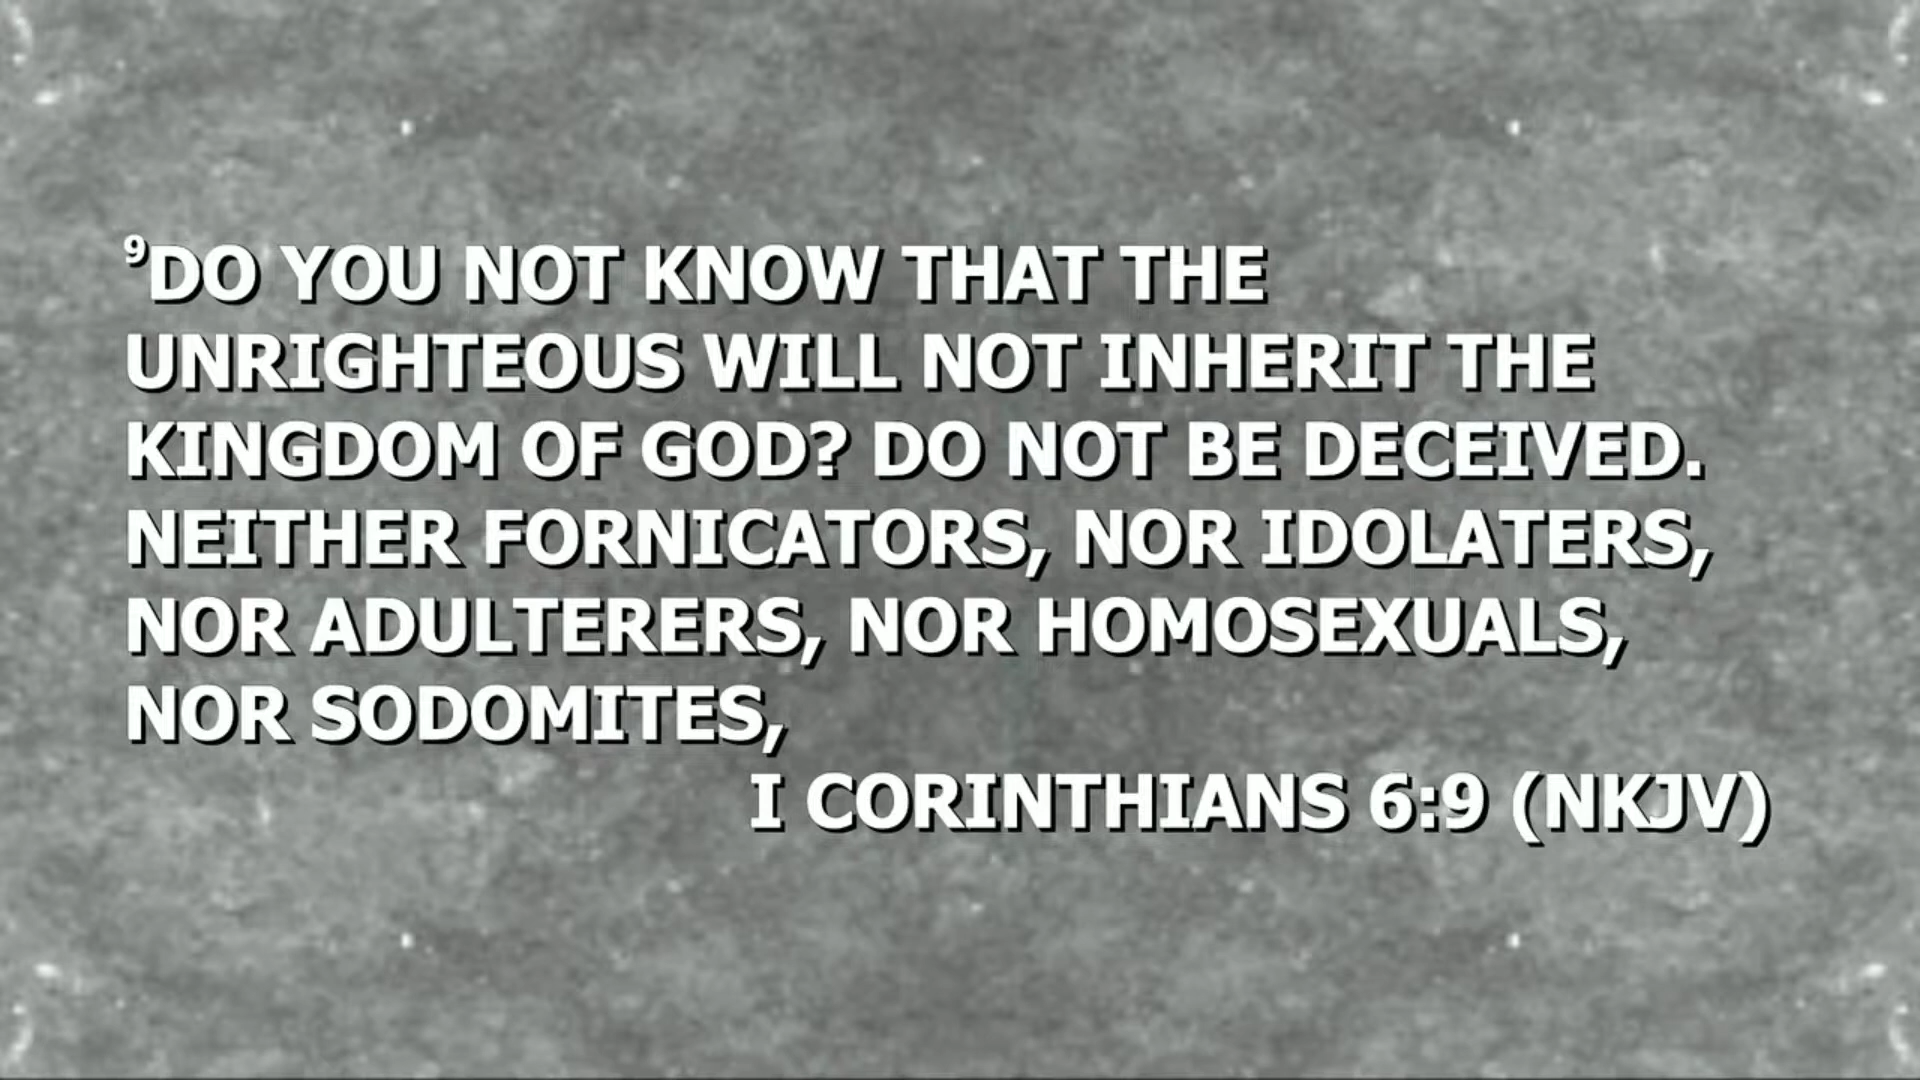 ⁹DO YOU NOT KNOW THAT THE
UNRIGHTEOUS WILL NOT INHERIT THE
KINGDOM OF GOD? DO NOT BE DECEIVED.
NEITHER FORNICATORS, NOR IDOLATERS,
NOR ADULTERERS, NOR HOMOSEXUALS,
NOR SODOMITES,
I CORINTHIANS 6:9 (NKJV)